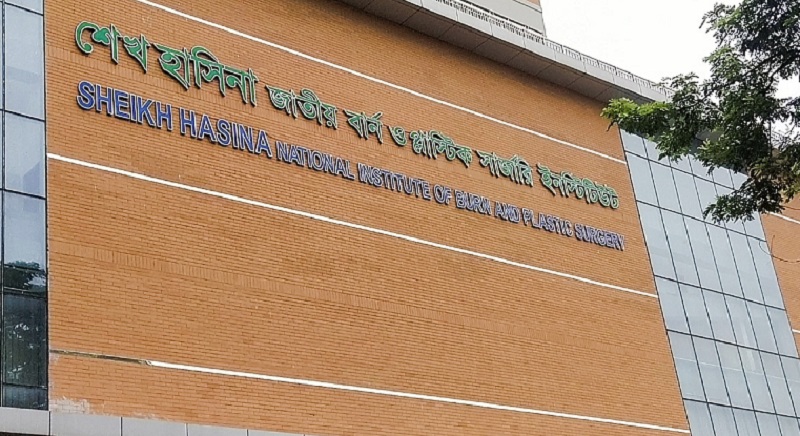 শেখ হাসিনা জাতীয় বার্ন ও প্লাস্টিক সার্জারি ইনস্টিটিউট
SHEIKH HASINA NATIONAL INSTITUTE OF BURN AND PLASTIC SURGERY